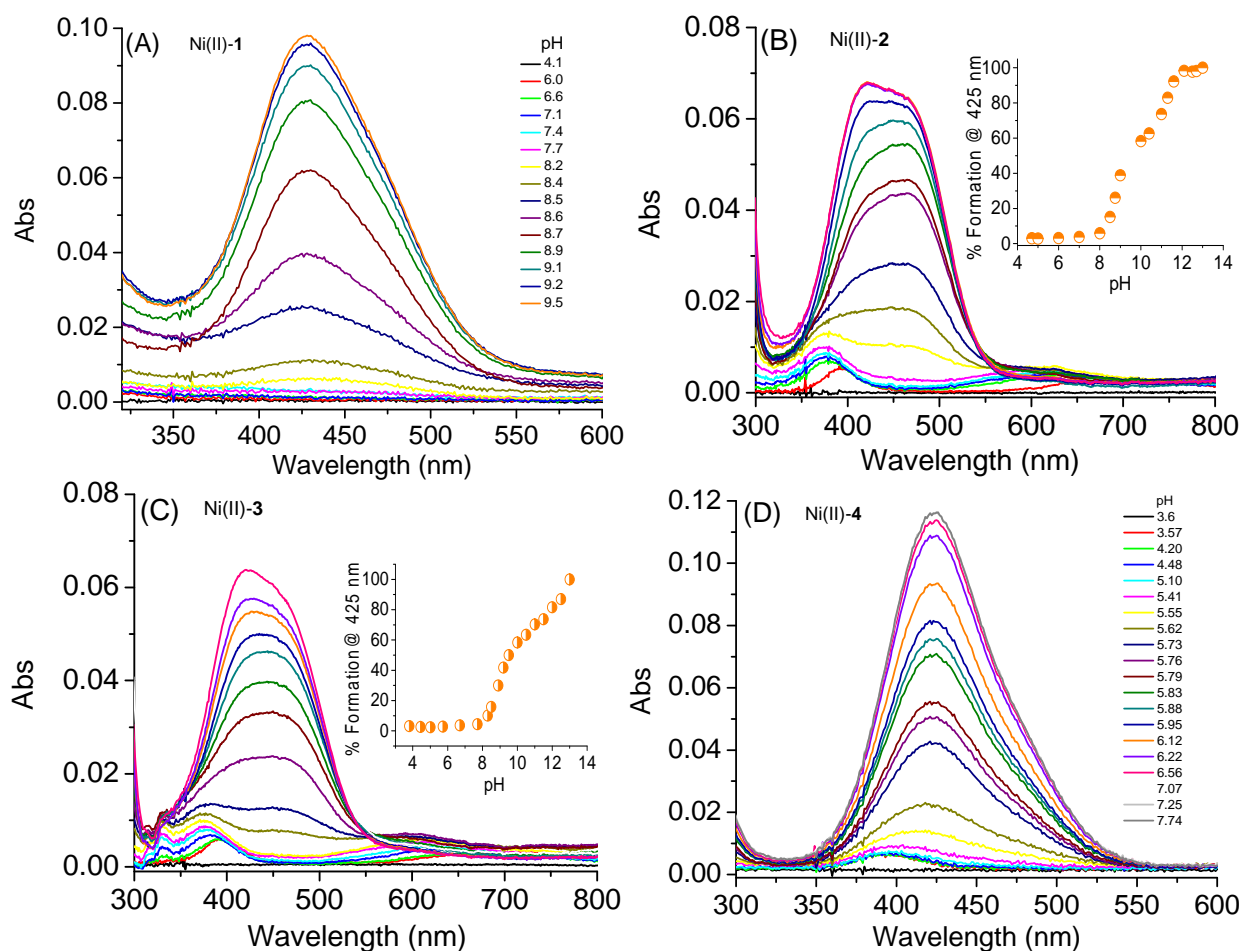 (A)
Ni(II)-1
pH
4.1
6.0
6.6
7.1
7.4
7.7
8.2
8.4
8.5
8.6
8.7
8.9
9.1
9.2
9.5
0.10
0.08
0.06
0.04
0.02
0.00
Abs
350 400 450 500 550 600
Wavelength (nm)
(B)
Ni(II)-2
0.08
0.06
0.04
0.02
0.00
Abs
300 400 500 600 700 800
Wavelength (nm)
% Formation @ 425 nm
100
80
60
40
20
0
4 6 8 10 12 14
pH
(C)
Ni(II)-3
0.08
0.06
0.04
0.02
0.00
Abs
300 400 500 600 700 800
Wavelength (nm)
% Formation @ 425 nm
100
80
60
40
20
0
4 6 8 10 12 14
pH
(D)
Ni(II)-4
0.12
0.10
0.08
0.06
0.04
0.02
0.00
Abs
300 350 400 450 500 550 600
Wavelength (nm)
pH
3.6
3.57
4.20
4.48
5.10
5.41
5.55
5.62
5.73
5.76
5.79
5.83
5.88
5.95
6.12
6.22
6.56
7.07
7.25
7.74